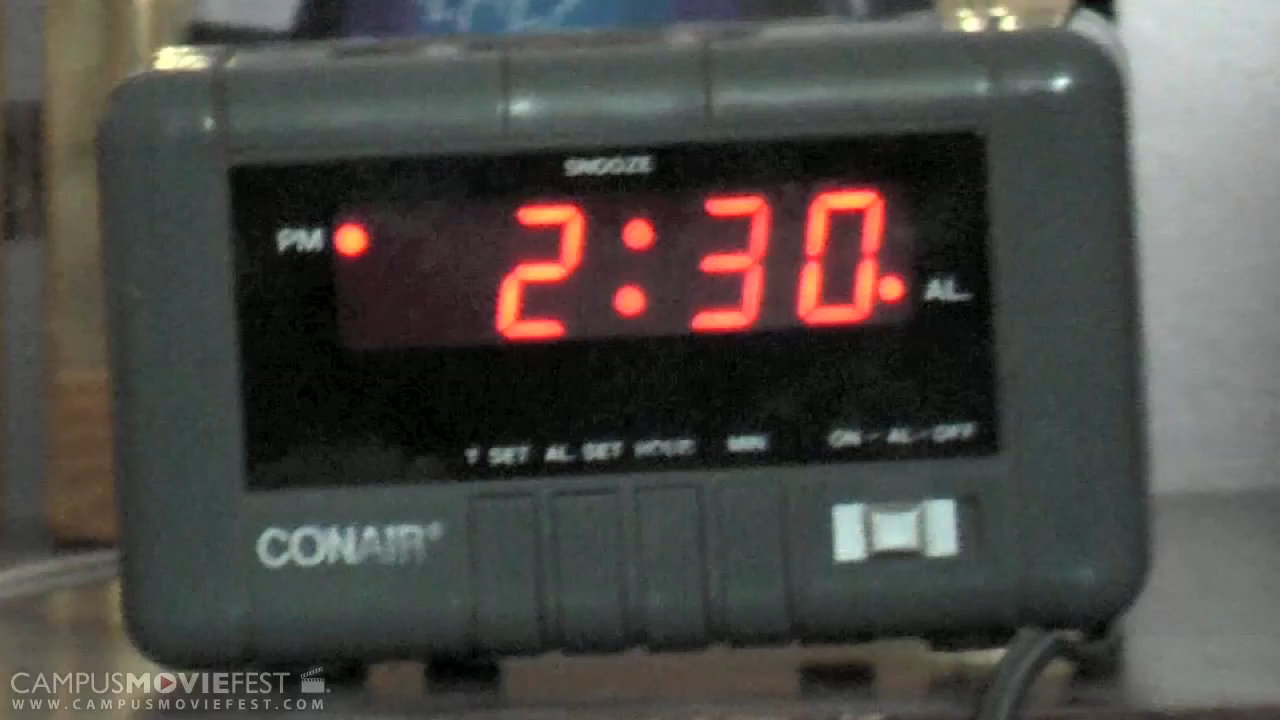 SNOOZE
PM 2:30 AL.
T SET AL. SET HOUR MIN ON - AL - OFF
CONAIR®
CAMPUSMOVIEFEST
WWW.CAMPUSMOVIEFEST.COM